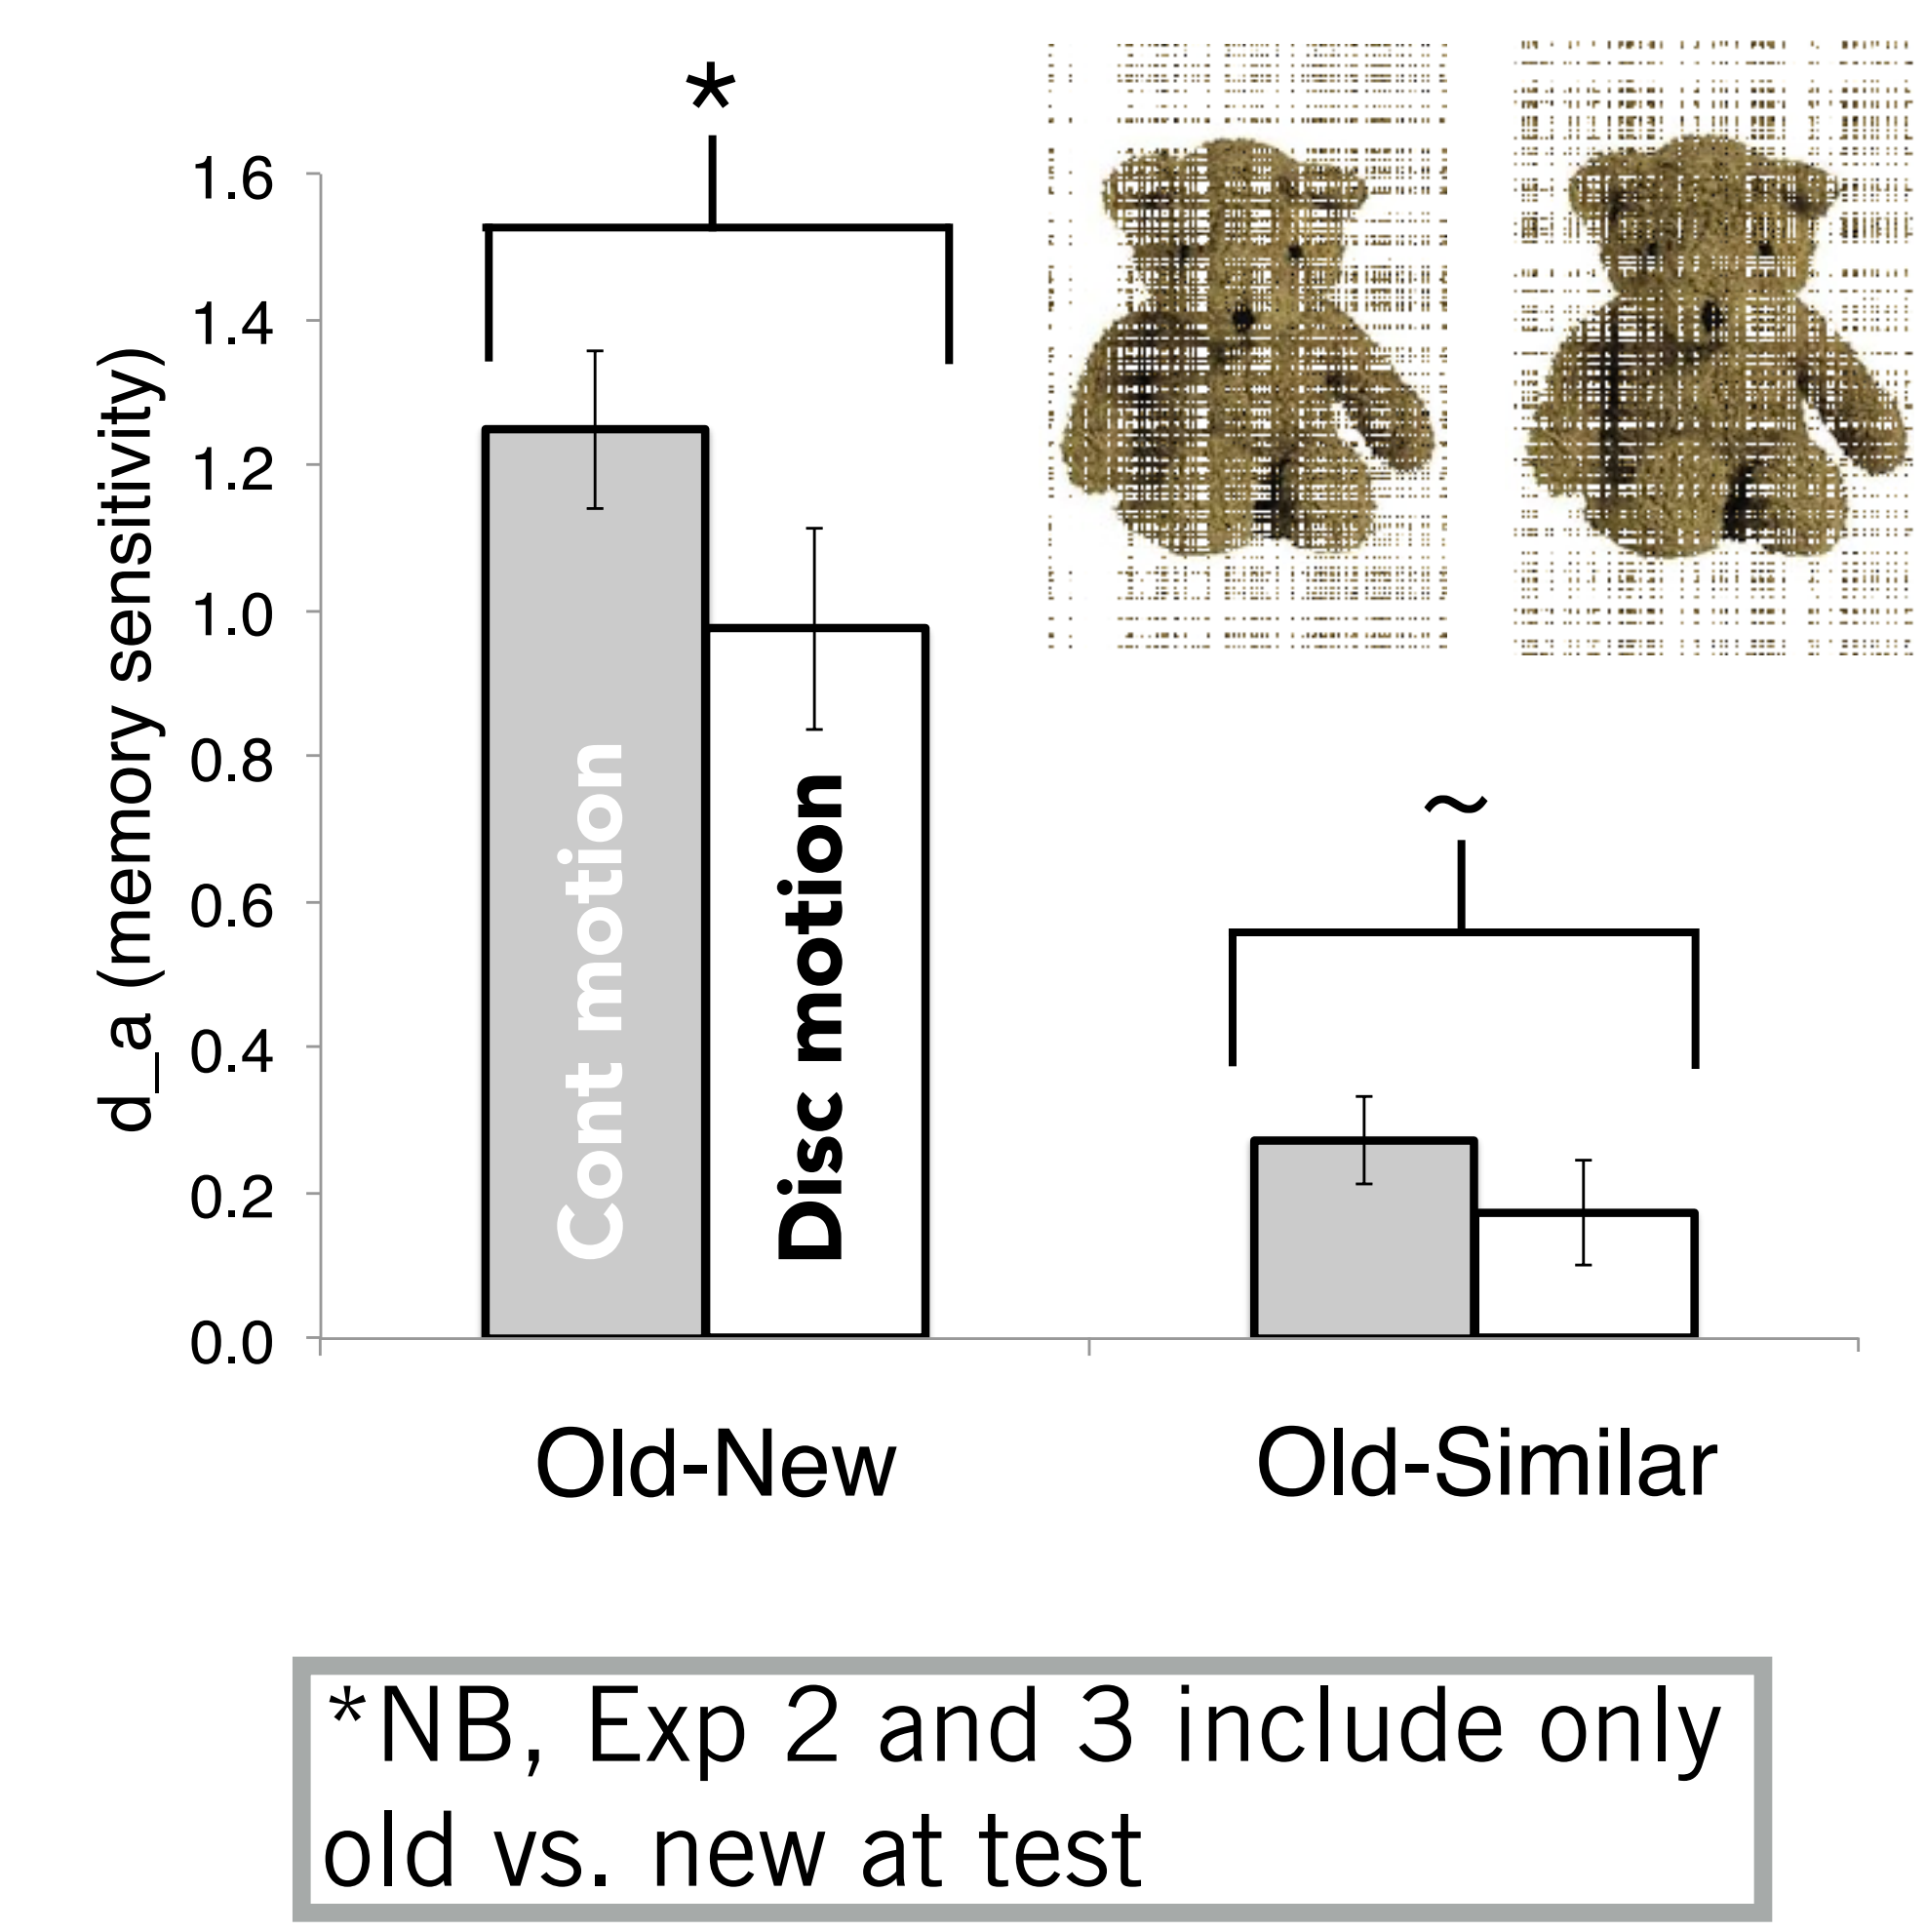 *
1.6
1.4
1.2
1.0
0.8
0.6
0.4
0.2
0.0
d_a (memory sensitivity)
Cont motion
Disc motion
~
Old-New
Old-Similar
*NB, Exp 2 and 3 include only
old vs. new at test